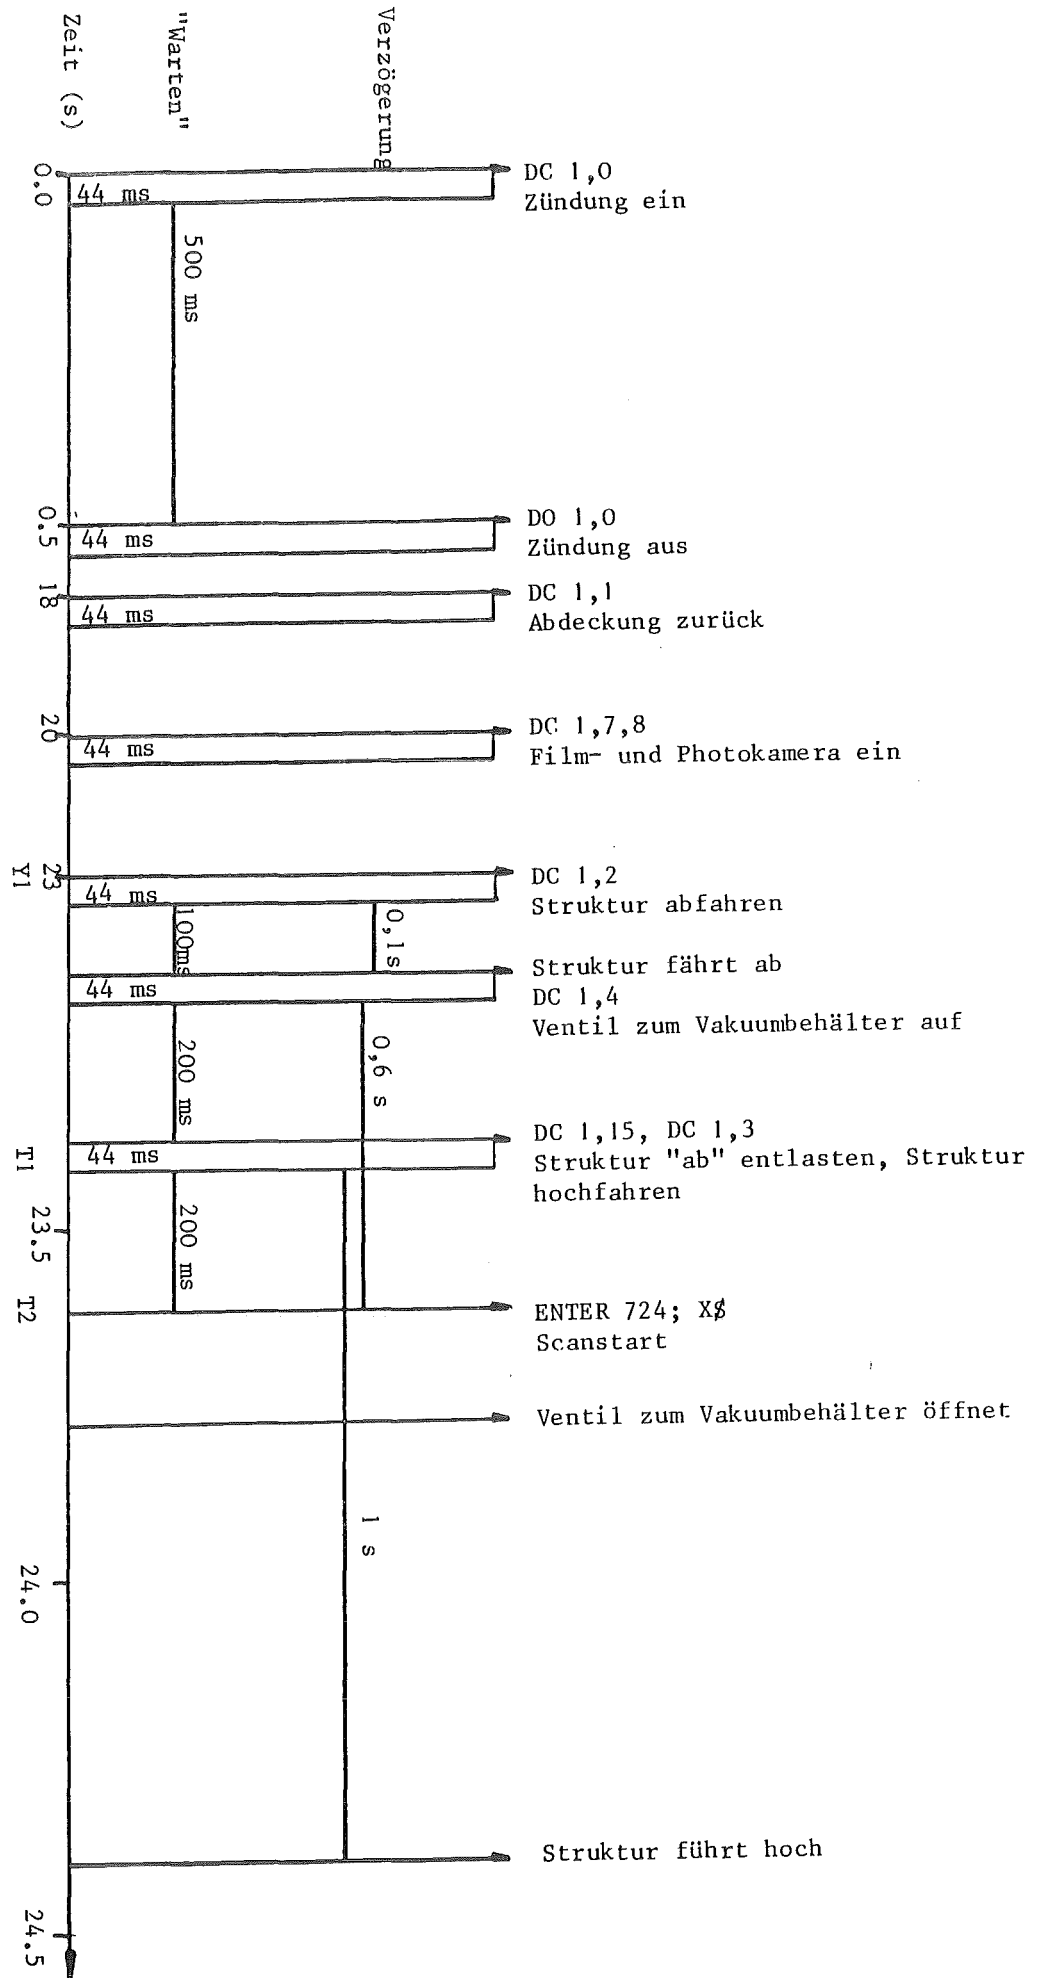 Verzögerung
"Warten"
Zeit (s)
0.0
44 ms
DC 1,0
Zündung ein
500 ms
0.5
44 ms
DO 1,0
Zündung aus
18
44 ms
DC 1,1
Abdeckung zurück
20
44 ms
DC 1,7,8
Film- und Photokamera ein
23
Y1
44 ms
DC 1,2
Struktur abfahren
100ms
0,1s
Struktur fährt ab
44 ms
DC 1,4
Ventil zum Vakuumbehälter auf
200 ms
0,6 s
T1
44 ms
DC 1,15, DC 1,3
Struktur "ab" entlasten, Struktur
hochfahren
200 ms
23.5
T2
ENTER 724; X$
Scanstart
Ventil zum Vakuumbehälter öffnet
1 s
24.0
Struktur führt hoch
24.5